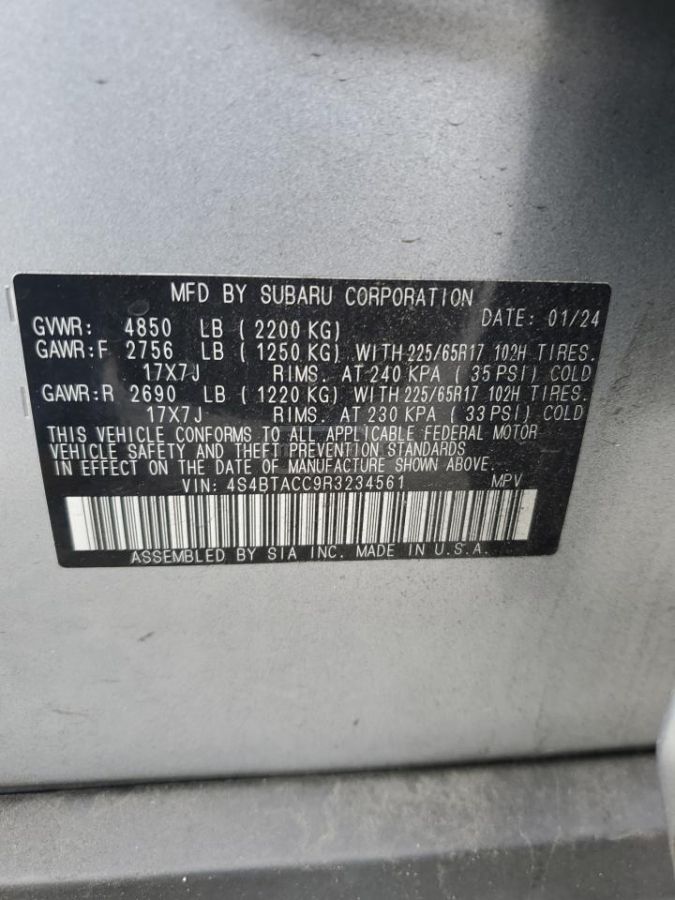 MFD BY SUBARU CORPORATION
DATE: 01/24
GVWR: 4850 LB ( 2200 KG)
GAWR:F 2756 LB ( 1250 KG) WITH 225/65R17 102H TIRES.
17X7J RIMS. AT 240 KPA ( 35 PSI) COLD
GAWR:R 2690 LB ( 1220 KG) WITH 225/65R17 102H TIRES.
17X7J RIMS. AT 230 KPA ( 33 PSI) COLD
THIS VEHICLE CONFORMS TO ALL APPLICABLE FEDERAL MOTOR
VEHICLE SAFETY AND THEFT PREVENTION STANDARDS
IN EFFECT ON THE DATE OF MANUFACTURE SHOWN ABOVE.
VIN: 4S4BTACC9R3234561 MPV
ASSEMBLED BY SIA INC. MADE IN U.S.A.